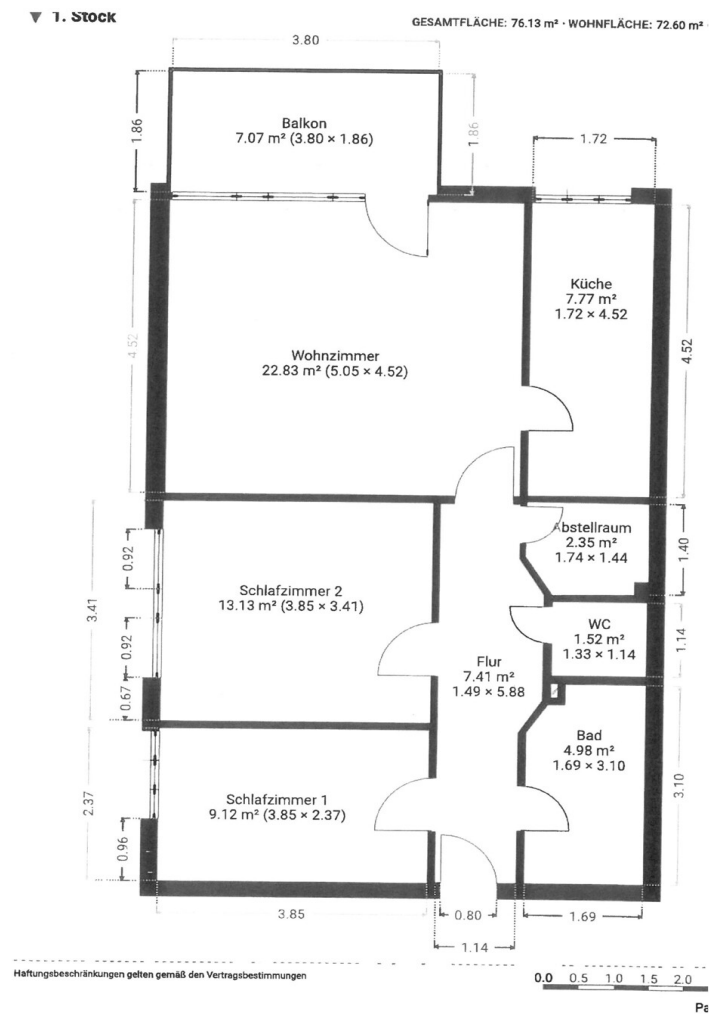 ▼ 1. Stock
GESAMTFLÄCHE: 76.13 m² · WOHNFLÄCHE: 72.60 m²
3.80
1.86
Balkon
7.07 m² (3.80 × 1.86)
1.86
1.72
4.52
Wohnzimmer
22.83 m² (5.05 × 4.52)
Küche
7.77 m²
1.72 × 4.52
4.52
Abstellraum
2.35 m²
1.74 × 1.44
1.40
0.92
3.41
0.92
0.67
Schlafzimmer 2
13.13 m² (3.85 × 3.41)
WC
1.52 m²
1.33 × 1.14
1.14
Flur
7.41 m²
1.49 × 5.88
Bad
4.98 m²
1.69 × 3.10
3.10
2.37
0.96
Schlafzimmer 1
9.12 m² (3.85 × 2.37)
3.85
0.80
1.69
1.14
Haftungsbeschränkungen gelten gemäß den Vertragsbestimmungen
0.0 0.5 1.0 1.5 2.0
Pa